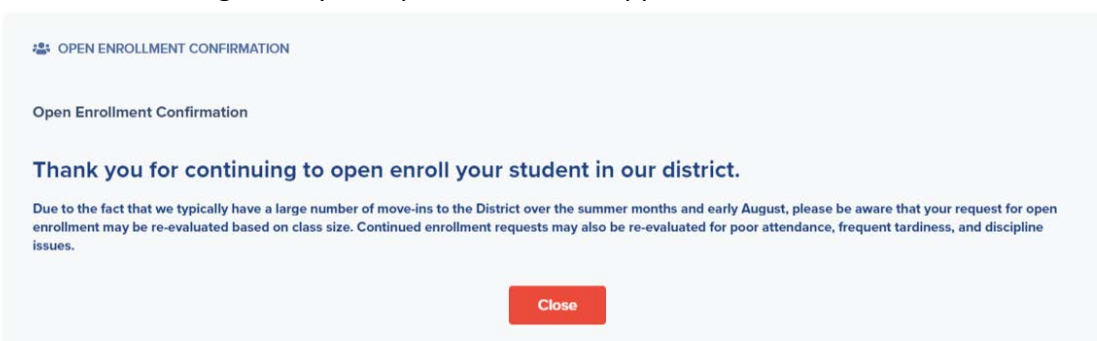 OPEN ENROLLMENT CONFIRMATION
Open Enrollment Confirmation
Thank you for continuing to open enroll your student in our district.
Due to the fact that we typically have a large number of move-ins to the District over the summer months and early August, please be aware that your request for open
enrollment may be re-evaluated based on class size. Continued enrollment requests may also be re-evaluated for poor attendance, frequent tardiness, and discipline
issues.
Close